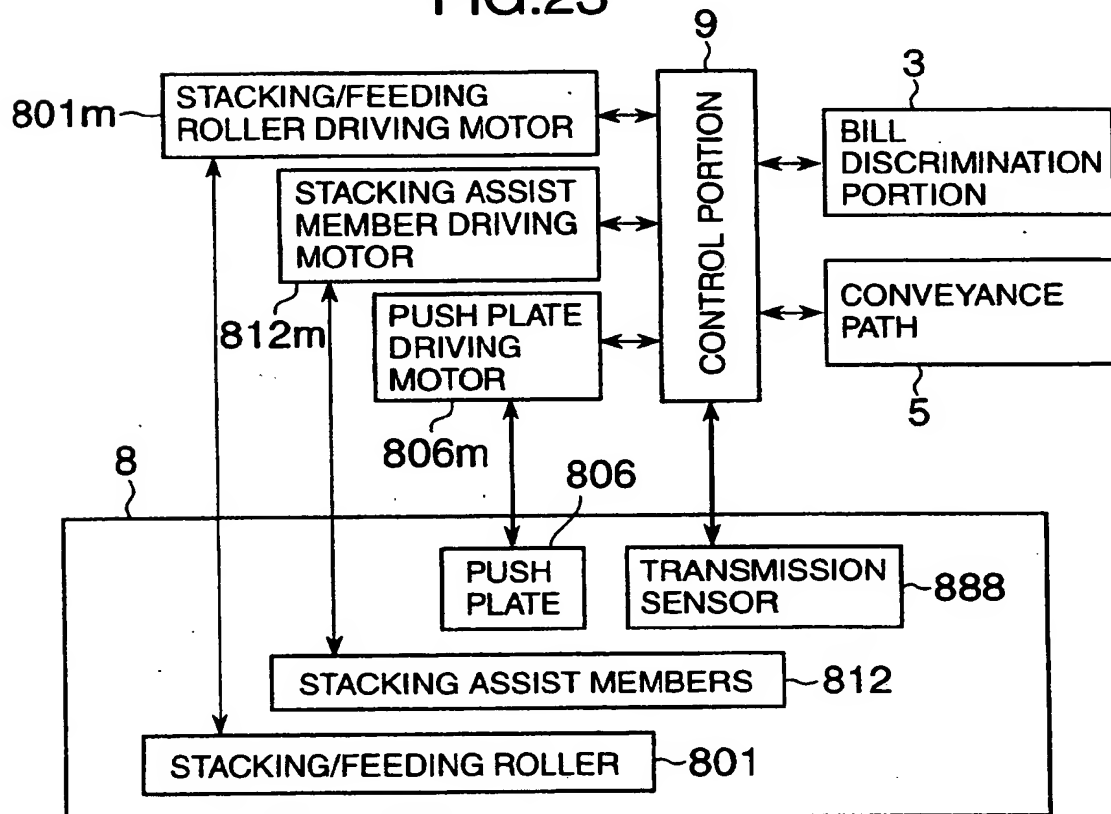 FIG.23
9
3
801m
STACKING/FEEDING
ROLLER DRIVING MOTOR
CONTROL PORTION
BILL
DISCRIMINATION
PORTION
STACKING ASSIST
MEMBER DRIVING
MOTOR
812m
PUSH PLATE
DRIVING
MOTOR
806m
CONVEYANCE
PATH
5
8
806
PUSH
PLATE
TRANSMISSION
SENSOR
888
STACKING ASSIST MEMBERS
812
STACKING/FEEDING ROLLER
801